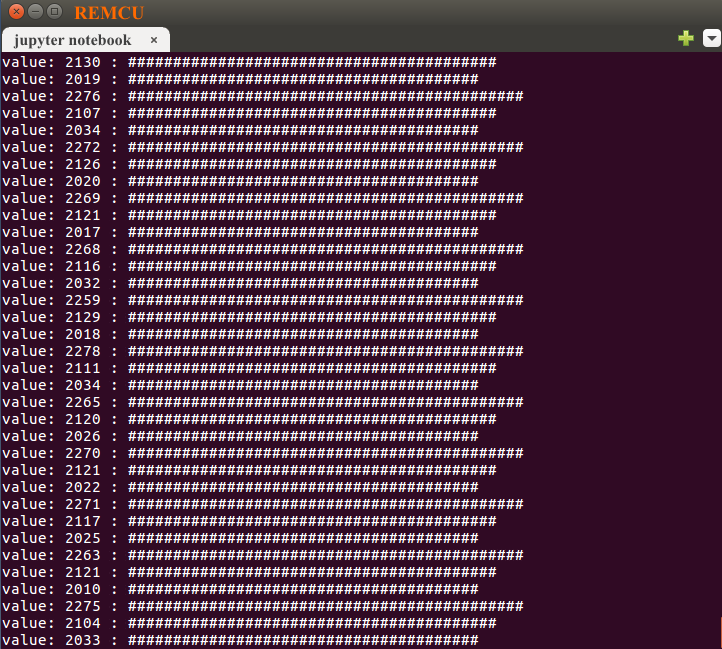 REMCU
jupyter notebook ×
value: 2130 : #########################################
value: 2019 : #######################################
value: 2276 : ############################################
value: 2107 : #########################################
value: 2034 : #######################################
value: 2272 : ############################################
value: 2126 : #########################################
value: 2020 : #######################################
value: 2269 : ############################################
value: 2121 : #########################################
value: 2017 : #######################################
value: 2268 : ############################################
value: 2116 : #########################################
value: 2032 : #######################################
value: 2259 : ############################################
value: 2129 : #########################################
value: 2018 : #######################################
value: 2278 : ############################################
value: 2111 : #########################################
value: 2034 : #######################################
value: 2265 : ############################################
value: 2120 : #########################################
value: 2026 : #######################################
value: 2270 : ############################################
value: 2121 : #########################################
value: 2022 : #######################################
value: 2271 : ############################################
value: 2117 : #########################################
value: 2025 : #######################################
value: 2263 : ############################################
value: 2121 : #########################################
value: 2010 : #######################################
value: 2275 : ############################################
value: 2104 : #########################################
value: 2033 : #######################################